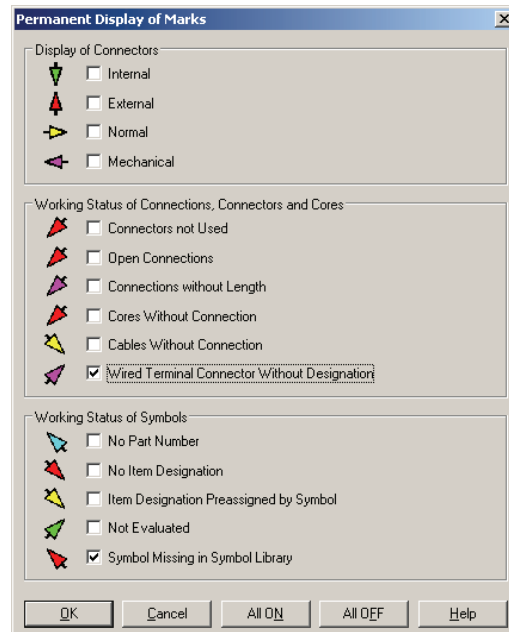 Permanent Display of Marks
Display of Connectors
Internal
External
Normal
Mechanical
Working Status of Connections, Connectors and Cores
Connectors not Used
Open Connections
Connections without Length
Cores Without Connection
Cables Without Connection
Wired Terminal Connector Without Designation
Working Status of Symbols
No Part Number
No Item Designation
Item Designation Preassigned by Symbol
Not Evaluated
Symbol Missing in Symbol Library
OK Cancel All ON All OFF Help